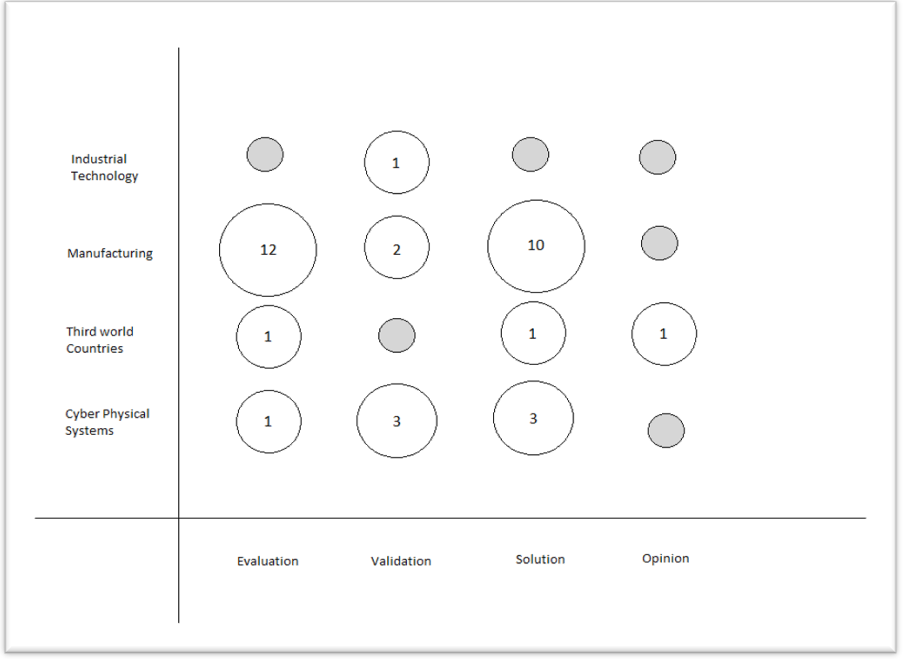 Industrial
Technology
1
Manufacturing
12
2
10
Third world
Countries
1
1
1
Cyber Physical
Systems
1
3
3
Evaluation
Validation
Solution
Opinion